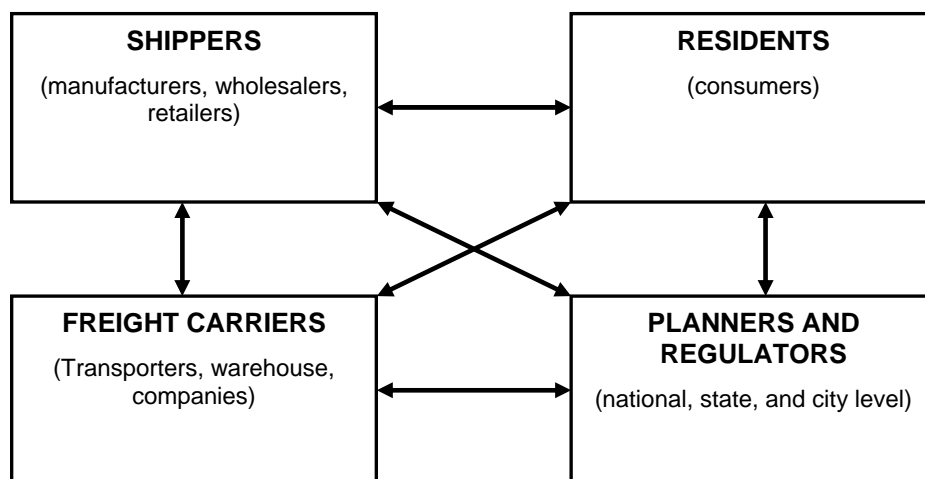 SHIPPERS
(manufacturers, wholesalers,
retailers)
RESIDENTS
(consumers)
FREIGHT CARRIERS
(Transporters, warehouse,
companies)
PLANNERS AND
REGULATORS
(national, state, and city level)